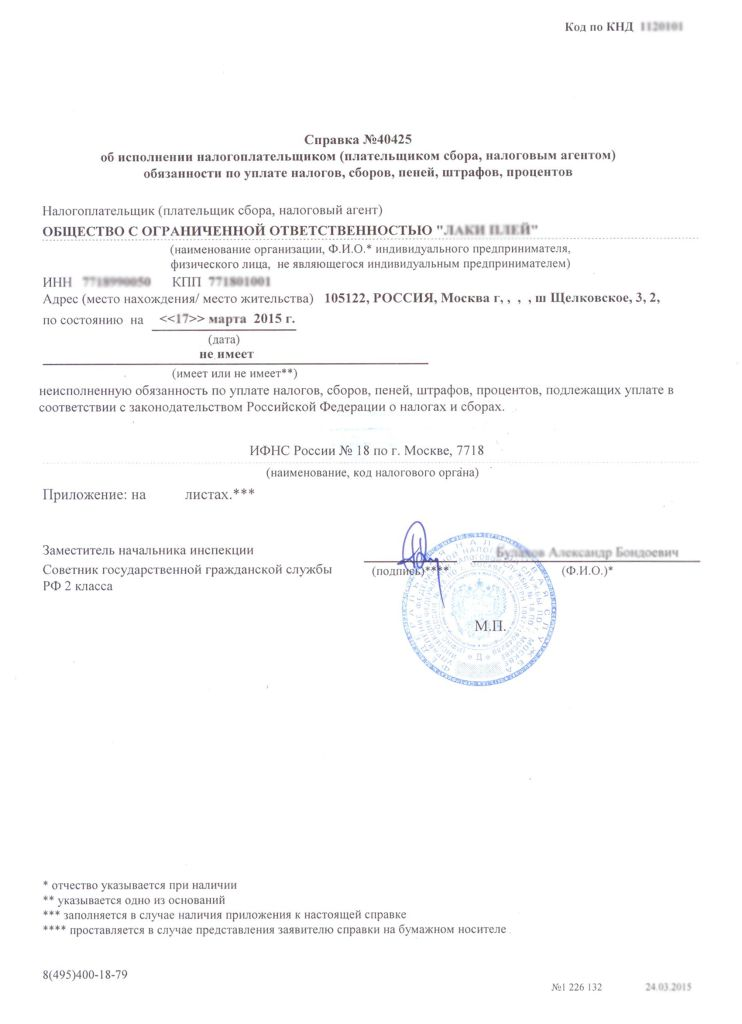 Код по КНД 1120101
Справка №40425
об исполнении налогоплательщиком (плательщиком сбора, налоговым агентом)
обязанности по уплате налогов, сборов, пеней, штрафов, процентов
Налогоплательщик (плательщик сбора, налоговый агент)
ОБЩЕСТВО С ОГРАНИЧЕННОЙ ОТВЕТСТВЕННОСТЬЮ "ЛАКИ ПЛЕЙ"
(наименование организации, Ф.И.О.* индивидуального предпринимателя,
физического лица, не являющегося индивидуальным предпринимателем)
ИНН 7718990050 КПП 771801001
Адрес (место нахождения/ место жительства) 105122, РОССИЯ, Москва г, , , , ш Щелковское, 3, 2,
по состоянию на <<17>> марта 2015 г.
(дата)
не имеет
(имеет или не имеет**)
неисполненную обязанность по уплате налогов, сборов, пеней, штрафов, процентов, подлежащих уплате в
соответствии с законодательством Российской Федерации о налогах и сборах.
ИФНС России № 18 по г. Москве, 7718
(наименование, код налогового органа)
Приложение: на листах.***
Заместитель начальника инспекции
Александр Бондоевич
Советник государственной гражданской службы
РФ 2 класса
(подпись)****
(Ф.И.О.)*
М.П.
* отчество указывается при наличии
** указывается одно из оснований
*** заполняется в случае наличия приложения к настоящей справке
**** проставляется в случае представления заявителю справки на бумажном носителе
8(495)400-18-79
№1 226 132
24.03.2015